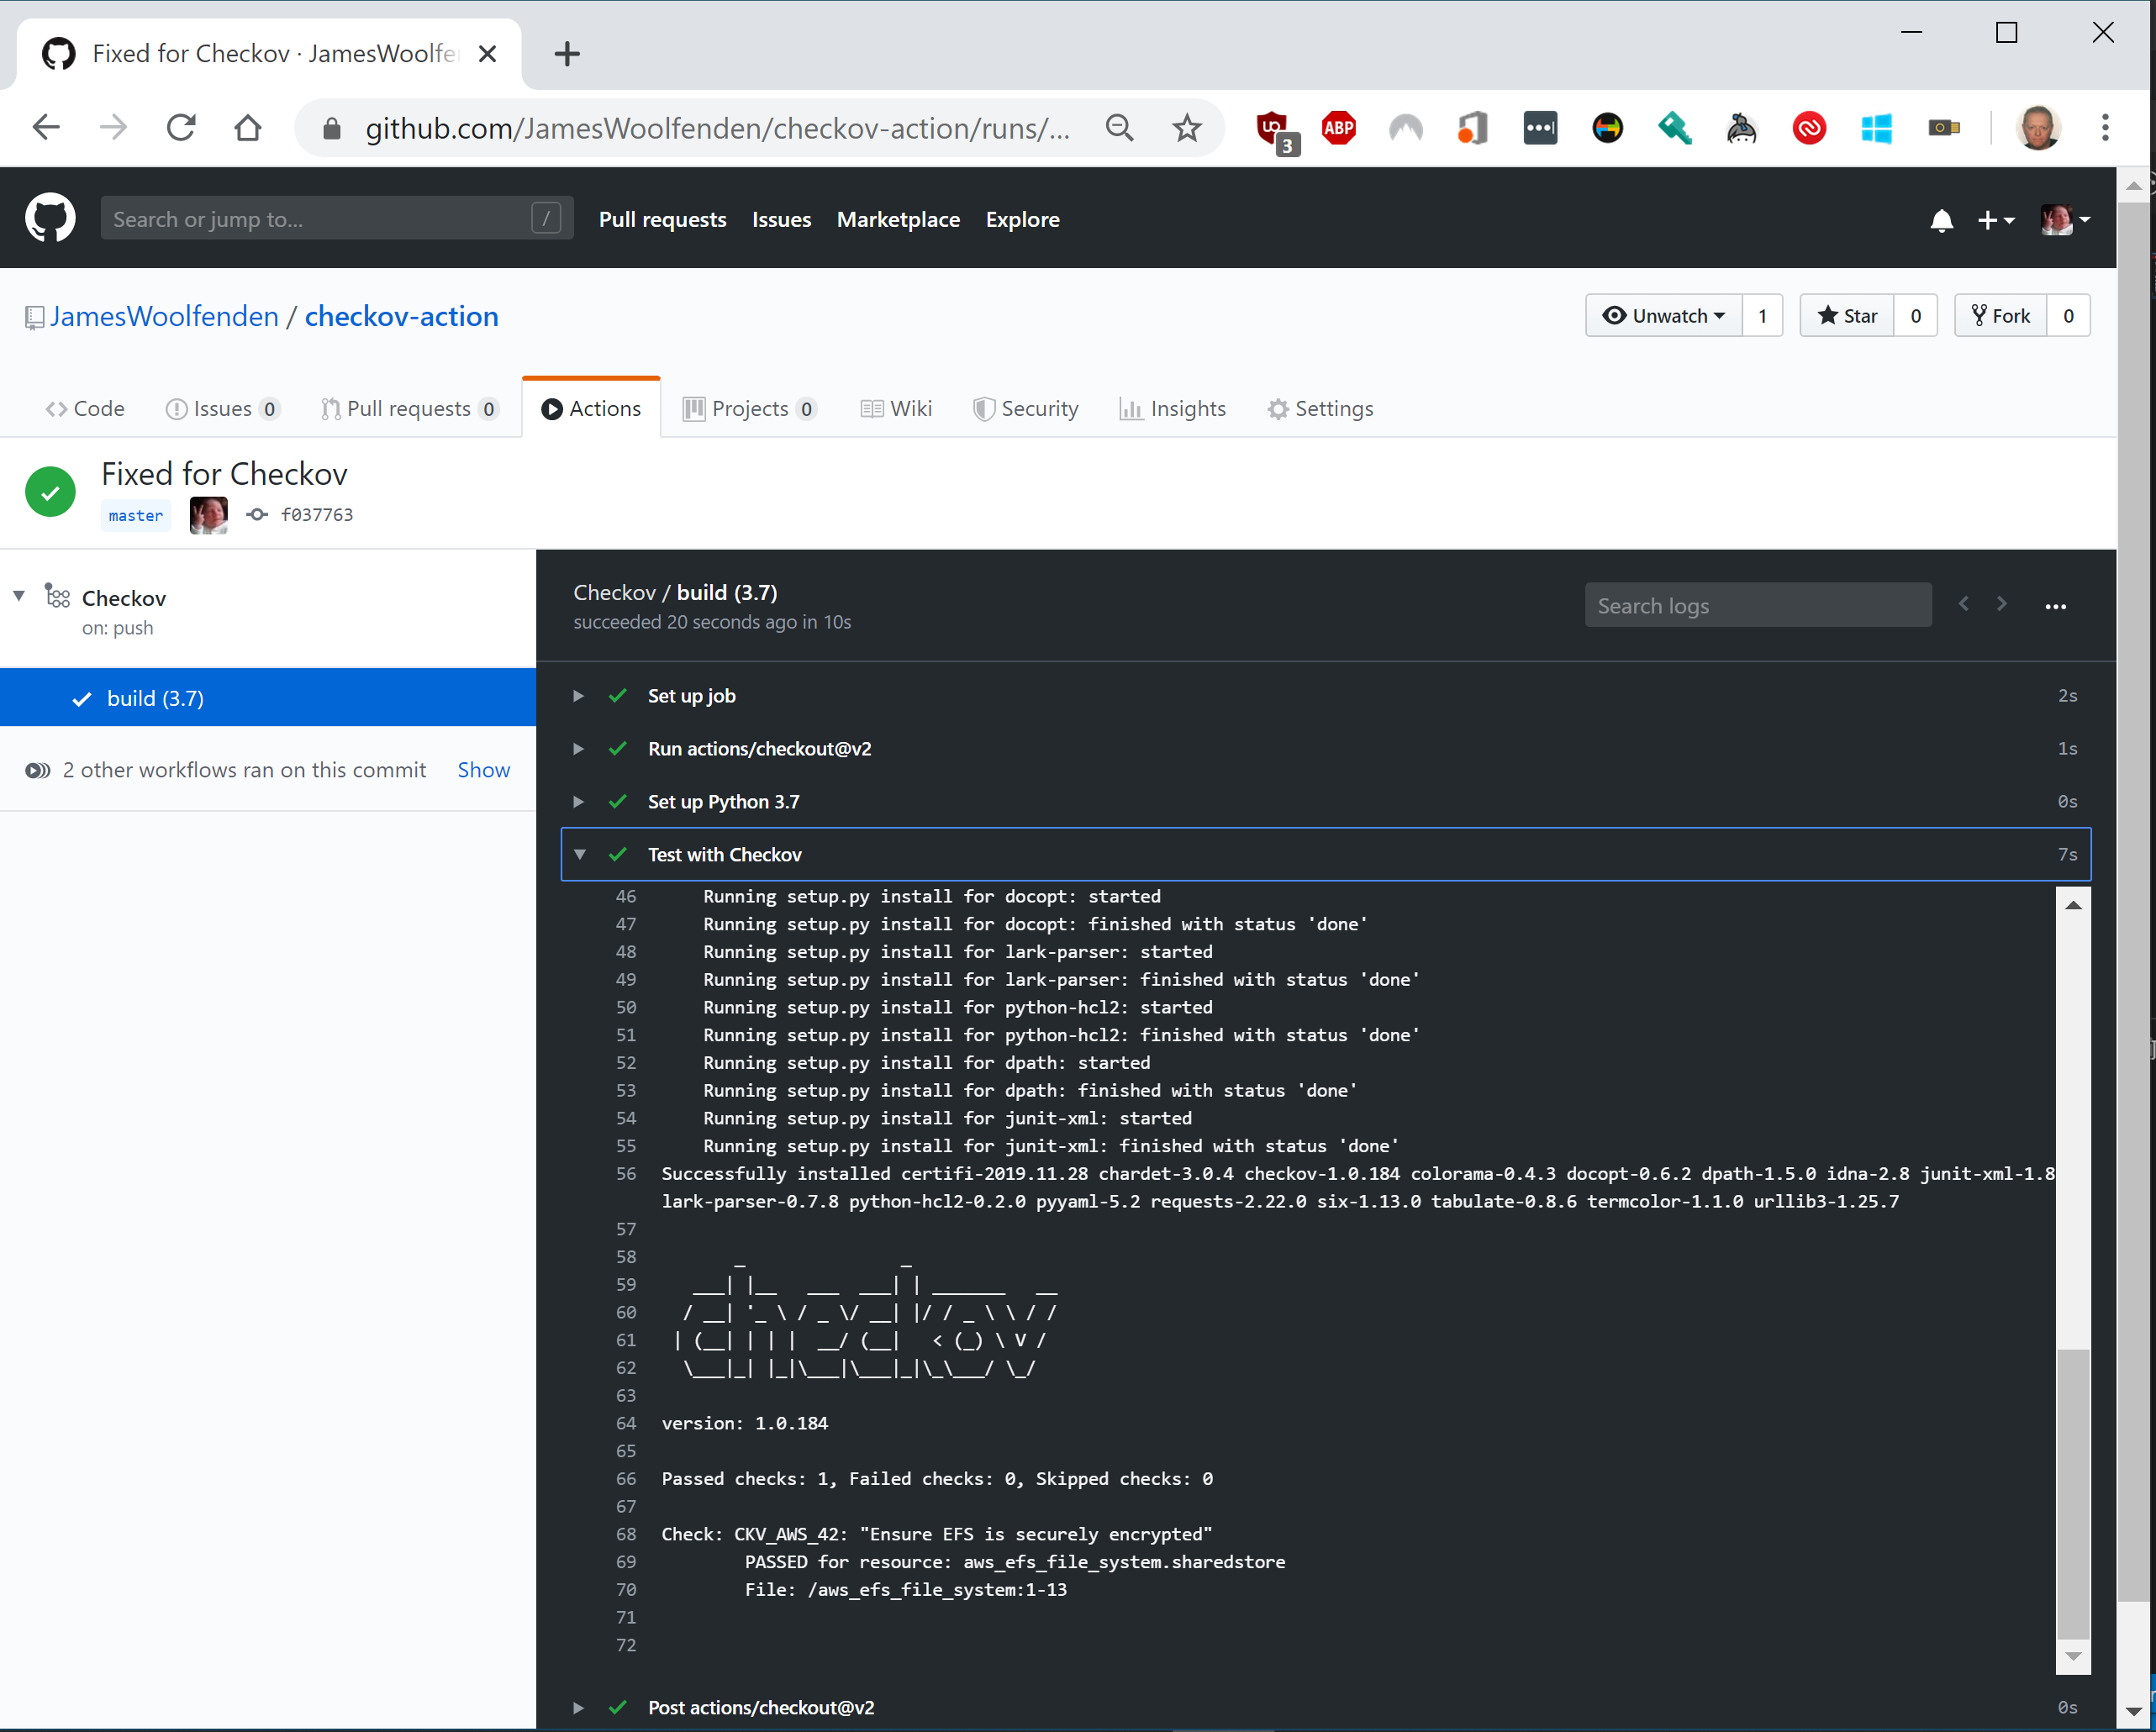 Fixed for Checkov · JamesWoolfe
github.com/JamesWoolfenden/checkov-action/runs/...
3
ABP
Search or jump to... /
Pull requests Issues Marketplace Explore
JamesWoolfenden / checkov-action
Unwatch 1 Star 0 Fork 0
Code Issues 0 Pull requests 0 Actions Projects 0 Wiki Security Insights Settings
Fixed for Checkov
master f037763
Checkov
on: push
build (3.7)
2 other workflows ran on this commit Show
Checkov / build (3.7)
succeeded 20 seconds ago in 10s
Search logs
Set up job 2s
Run actions/checkout@v2 1s
Set up Python 3.7 0s
Test with Checkov 7s
46 Running setup.py install for docopt: started
47 Running setup.py install for docopt: finished with status 'done'
48 Running setup.py install for lark-parser: started
49 Running setup.py install for lark-parser: finished with status 'done'
50 Running setup.py install for python-hcl2: started
51 Running setup.py install for python-hcl2: finished with status 'done'
52 Running setup.py install for dpath: started
53 Running setup.py install for dpath: finished with status 'done'
54 Running setup.py install for junit-xml: started
55 Running setup.py install for junit-xml: finished with status 'done'
56 Successfully installed certifi-2019.11.28 chardet-3.0.4 checkov-1.0.184 colorama-0.4.3 docopt-0.6.2 dpath-1.5.0 idna-2.8 junit-xml-1.8
lark-parser-0.7.8 python-hcl2-0.2.0 pyyaml-5.2 requests-2.22.0 six-1.13.0 tabulate-0.8.6 termcolor-1.1.0 urllib3-1.25.7
57
58        _               _
59    ___| |__   ___  ___| | _______   __
60   / __| '_ \ / _ \/ __| |/ / _ \ \ / /
61  | (__| | | |  __/ (__|   < (_) \ V /
62   \___|_| |_|\___|\___|_|\_\___/ \_/
63
64 version: 1.0.184
65
66 Passed checks: 1, Failed checks: 0, Skipped checks: 0
67
68 Check: CKV_AWS_42: "Ensure EFS is securely encrypted"
69 PASSED for resource: aws_efs_file_system.sharedstore
70 File: /aws_efs_file_system:1-13
71
72
Post actions/checkout@v2 0s